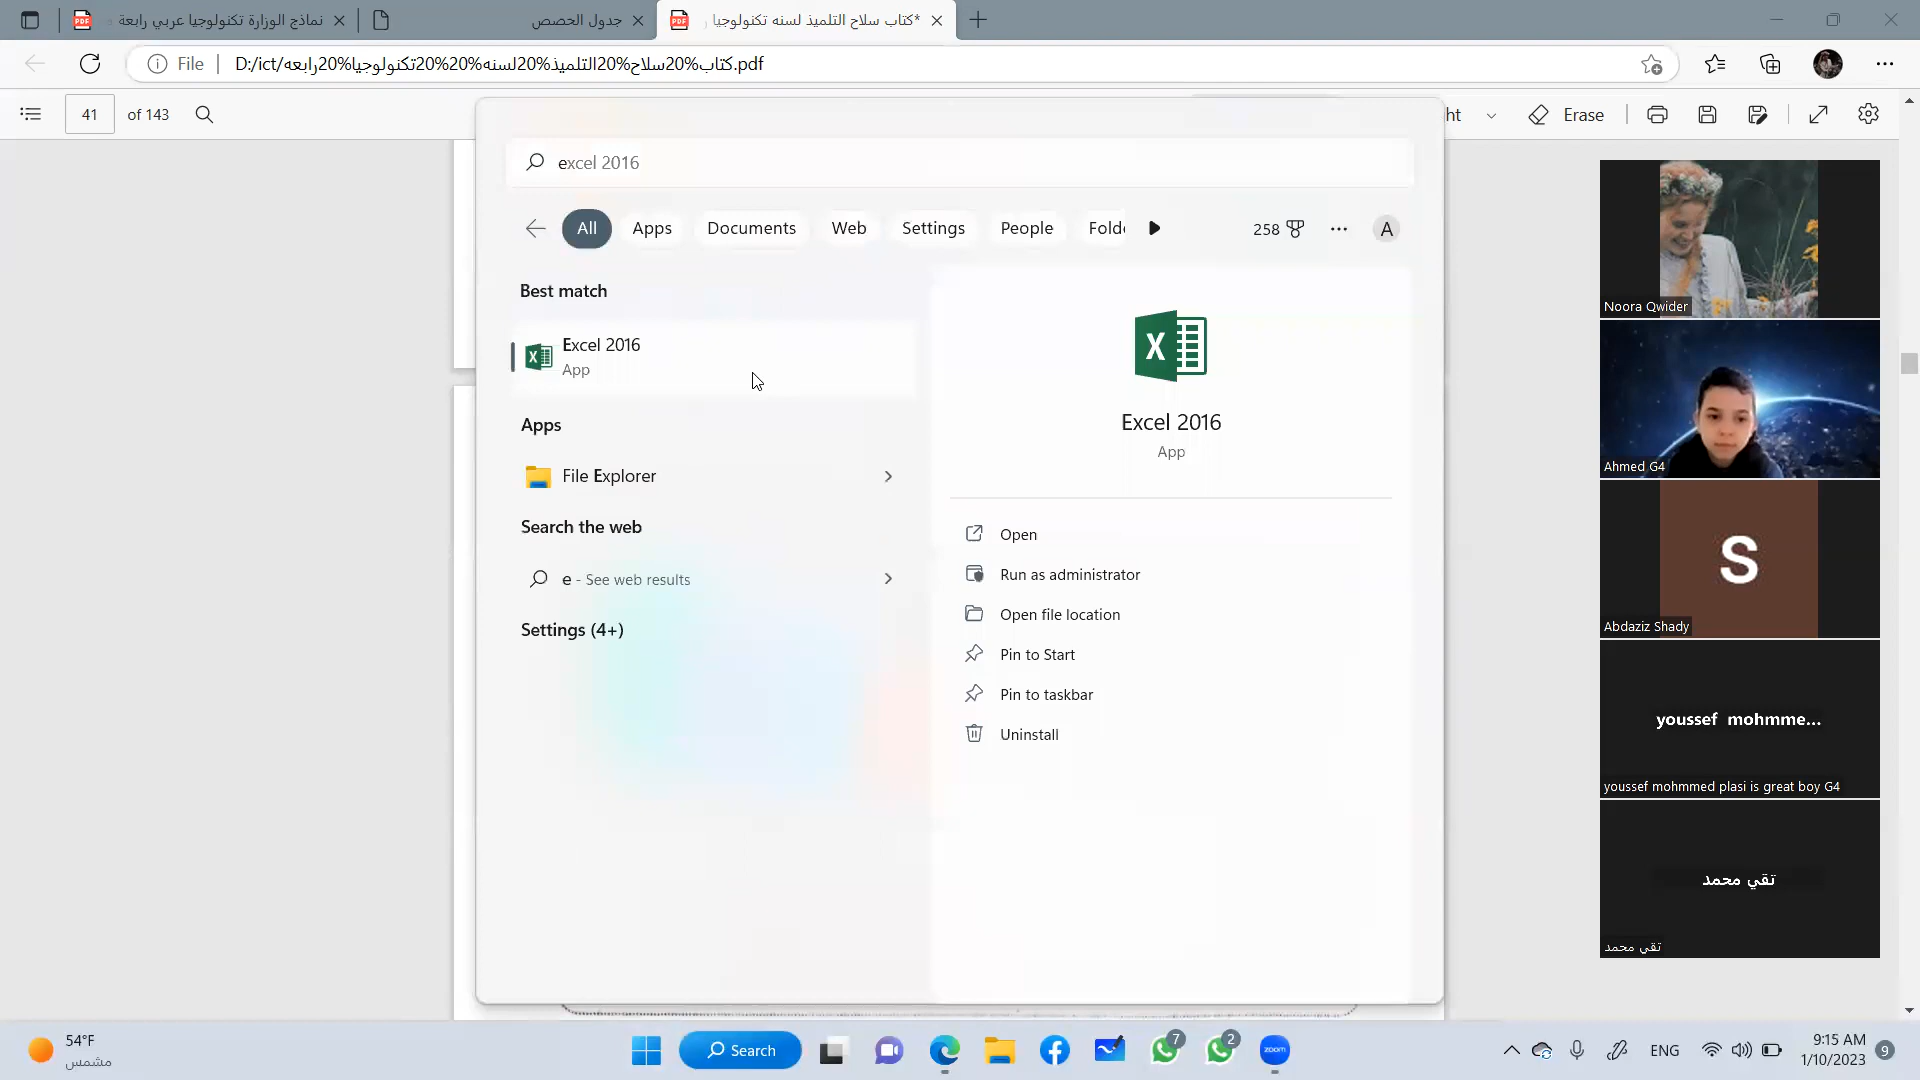 نماذج الوزارة تكنولوجيا عربي رابعة
جدول الحصص
*كتاب سلاح التلميذ لسنه تكنولوجيا
File
D:/ict/كتاب%20سلاح%20التلميذ%20لسنه%20%20تكنولوجيا%20رابعه.pdf
41
of 143
ht
Erase
excel 2016
All
Apps
Documents
Web
Settings
People
Folde
258
A
Best match
Excel 2016
App
Apps
File Explorer
Search the web
e - See web results
Settings (4+)
Excel 2016
App
Open
Run as administrator
Open file location
Pin to Start
Pin to taskbar
Uninstall
Noora Qwider
Ahmed G4
S
Abdaziz Shady
youssef mohmme...
youssef mohmmed plasi is great boy G4
تقي محمد
تقي محمد
54°F
مشمس
Search
7
2
zoom
ENG
9:15 AM
1/10/2023
9